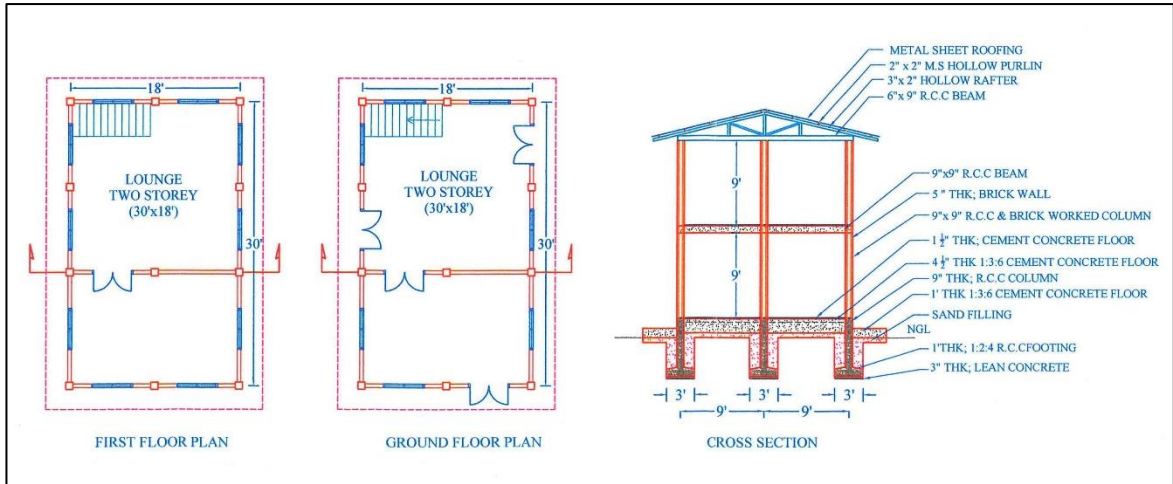 18'
LOUNGE
TWO STOREY
(30'x18')
30'
FIRST FLOOR PLAN
18'
LOUNGE
TWO STOREY
(30'x18')
30'
GROUND FLOOR PLAN
METAL SHEET ROOFING
2" x 2" M.S HOLLOW PURLIN
3"x 2" HOLLOW RAFTER
6"x 9" R.C.C BEAM
9'
9"x9" R.C.C BEAM
5 " THK; BRICK WALL
9"x 9" R.C.C & BRICK WORKED COLUMN
1 ½" THK; CEMENT CONCRETE FLOOR
9'
4 ½" THK 1:3:6 CEMENT CONCRETE FLOOR
9" THK; R.C.C COLUMN
1' THK 1:3:6 CEMENT CONCRETE FLOOR
SAND FILLING
NGL
1'THK; 1:2:4 R.C.CFOOTING
3" THK; LEAN CONCRETE
3' 3' 3'
9' 9'
CROSS SECTION